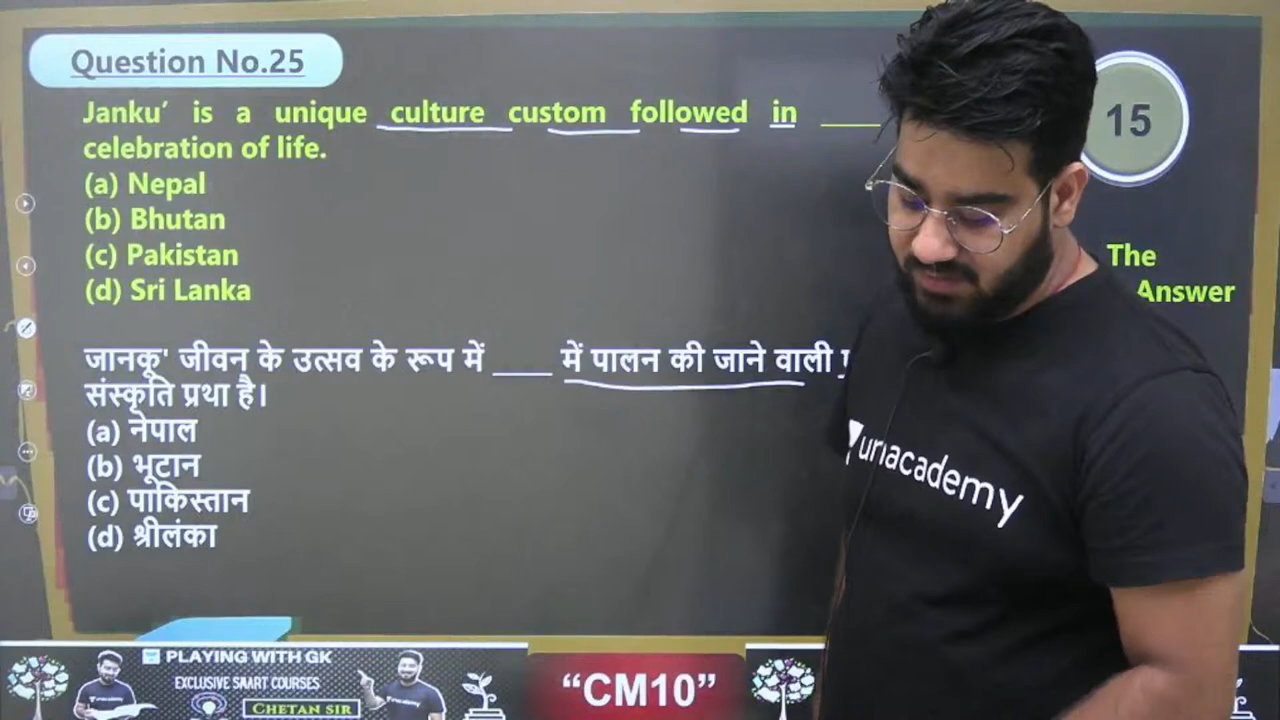 Question No.25
Janku' is a unique culture custom followed in ____
celebration of life.
(a) Nepal
(b) Bhutan
(c) Pakistan
(d) Sri Lanka
15
The
Answer
जानकू' जीवन के उत्सव के रूप में ____ में पालन की जाने वाली
संस्कृति प्रथा है।
(a) नेपाल
(b) भूटान
(c) पाकिस्तान
(d) श्रीलंका
unacademy
PLAYING WITH GK
EXCLUSIVE SAART COURSES
CHETAN SIR
“CM10”